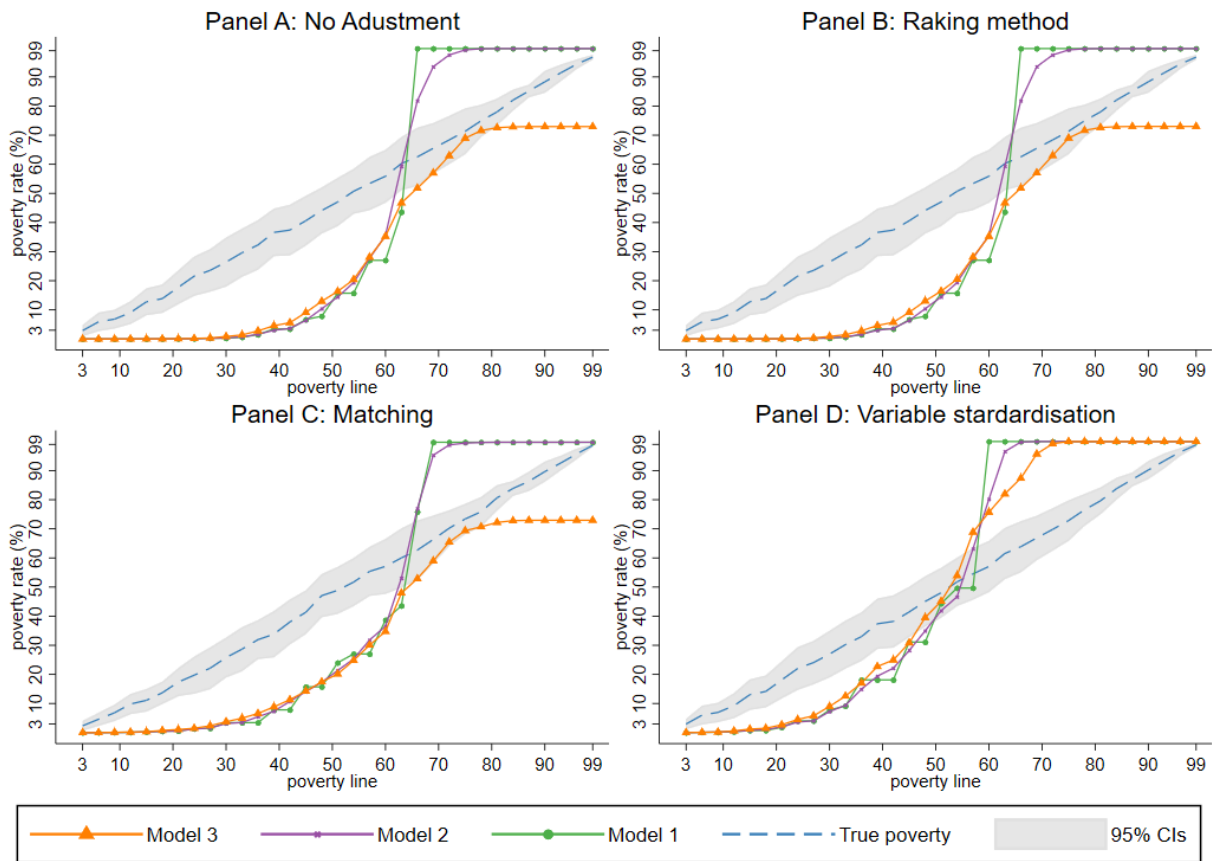 Panel A: No Adustment
poverty rate (%)
99
90
80
70
60
50
40
30
20
10
3
3 10 20 30 40 50 60 70 80 90 99
poverty line
Panel B: Raking method
poverty rate (%)
99
90
80
70
60
50
40
30
20
10
3
3 10 20 30 40 50 60 70 80 90 99
poverty line
Panel C: Matching
poverty rate (%)
99
90
80
70
60
50
40
30
20
10
3
3 10 20 30 40 50 60 70 80 90 99
poverty line
Panel D: Variable stardardisation
poverty rate (%)
99
90
80
70
60
50
40
30
20
10
3
3 10 20 30 40 50 60 70 80 90 99
poverty line
Model 3 Model 2 Model 1 True poverty 95% CIs